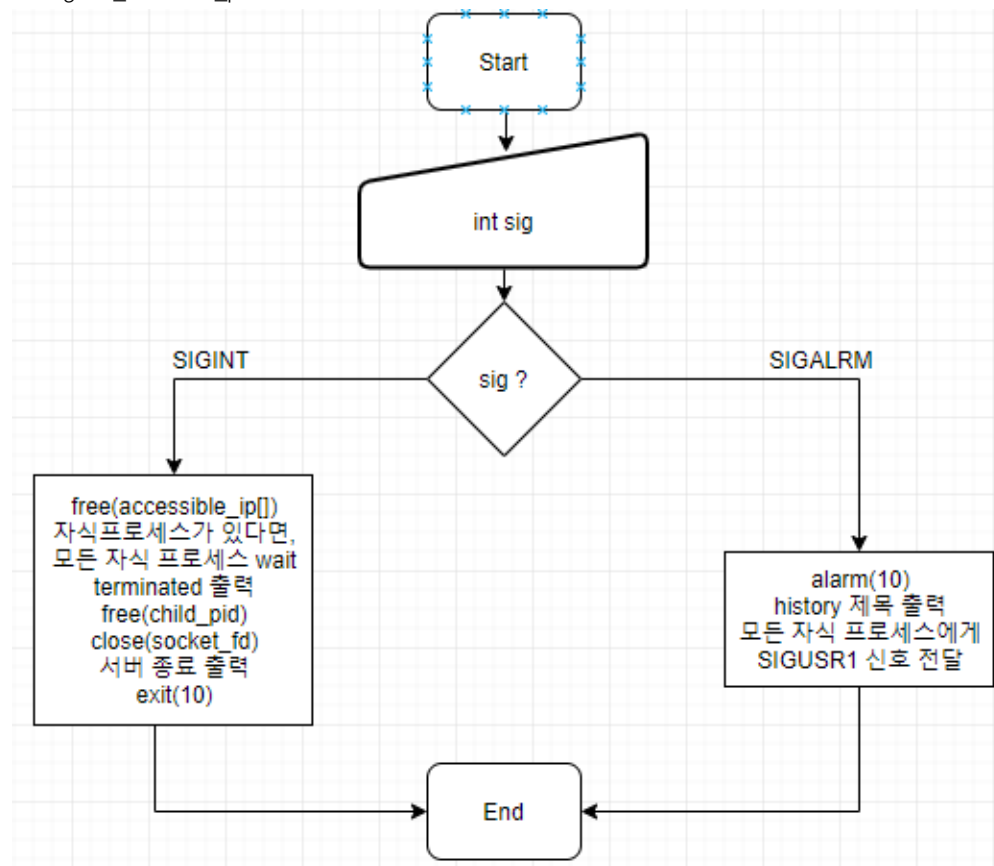 Start
int sig
sig ?
SIGINT
SIGALRM
free(accessible_ip[])
자식프로세스가 있다면,
모든 자식 프로세스 wait
terminated 출력
free(child_pid)
close(socket_fd)
서버 종료 출력
exit(10)
alarm(10)
history 제목 출력
모든 자식 프로세스에게
SIGUSR1 신호 전달
End